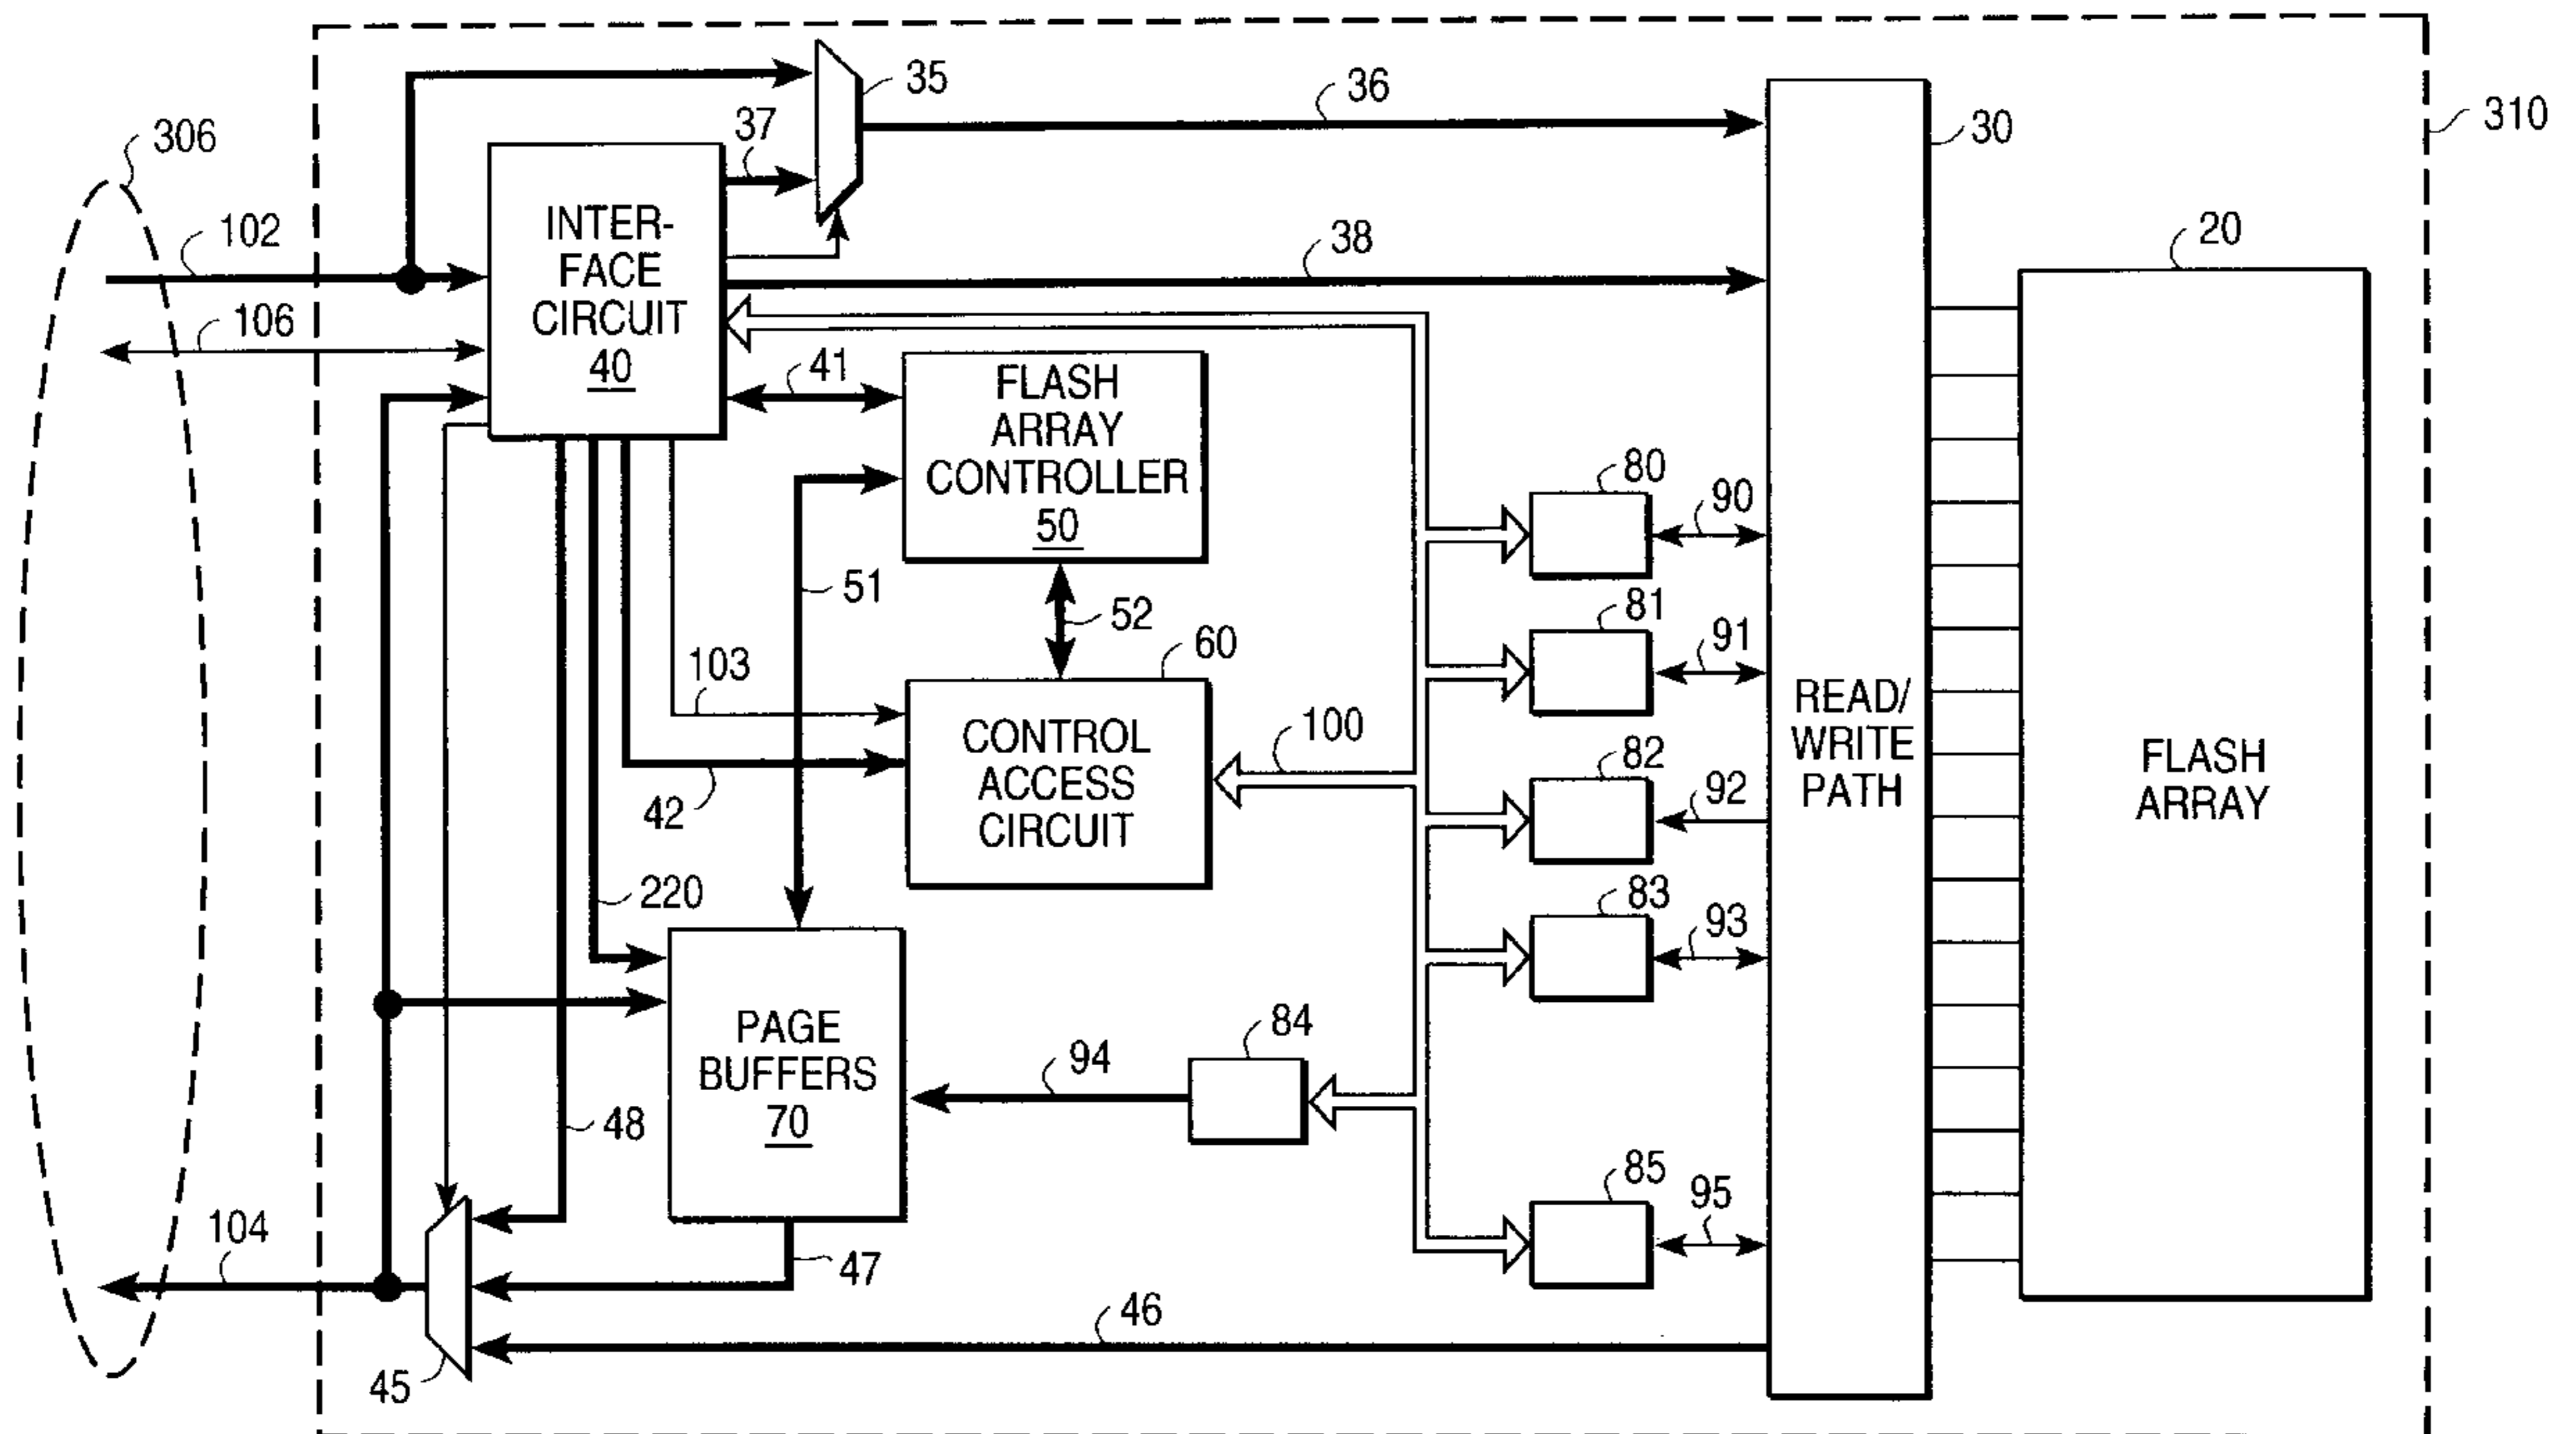 35
36
37
306
30
310
INTER-
FACE
CIRCUIT
40
102
38
20
106
41
FLASH
ARRAY
CONTROLLER
50
80
90
51
52
81
91
60
103
CONTROL
ACCESS
CIRCUIT
100
82
92
READ/
WRITE
PATH
FLASH
ARRAY
42
220
83
93
PAGE
BUFFERS
70
84
94
48
85
95
104
47
46
45